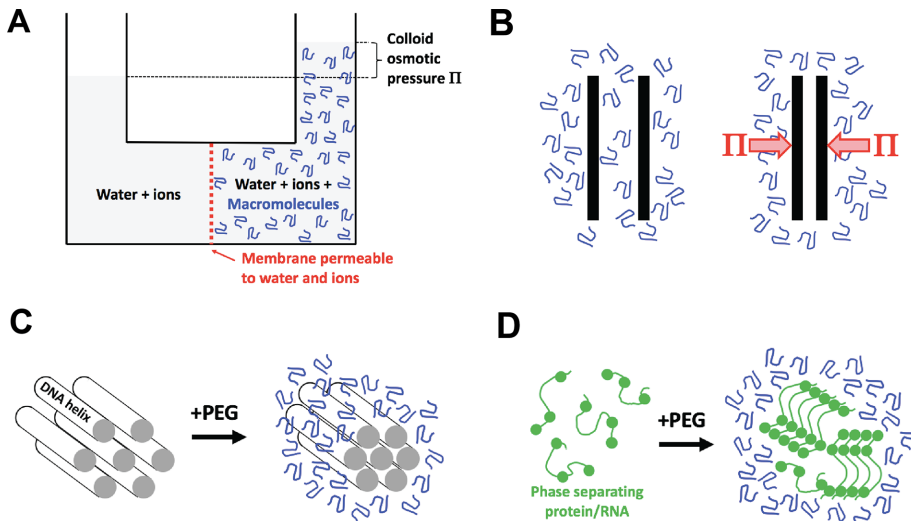 A
Colloid
osmotic
pressure Π
Water + ions
Water + ions +
Macromolecules
Membrane permeable
to water and ions
B
Π
Π
C
DNA helix
+PEG
D
+PEG
Phase separating
protein/RNA